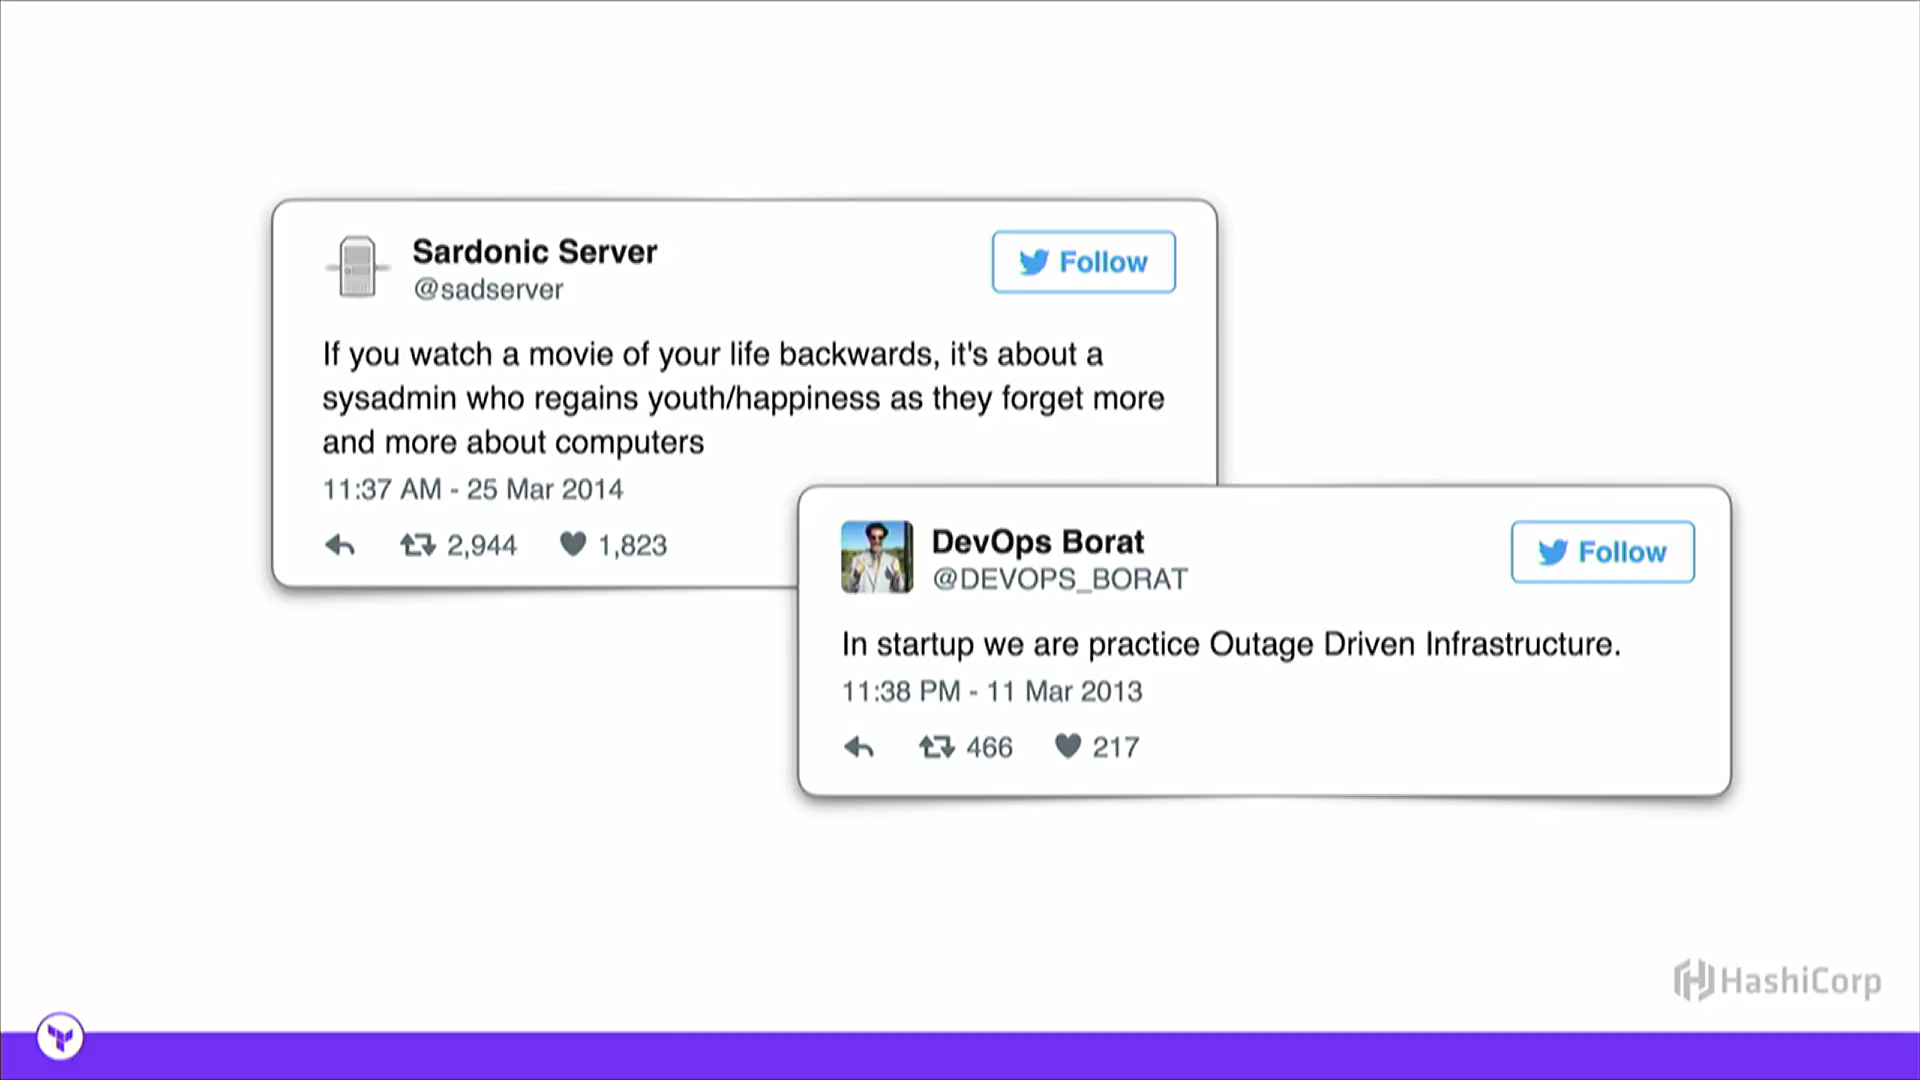 Sardonic Server
@sadserver
Follow
If you watch a movie of your life backwards, it's about a
sysadmin who regains youth/happiness as they forget more
and more about computers
11:37 AM - 25 Mar 2014
2,944 1,823
DevOps Borat
@DEVOPS_BORAT
Follow
In startup we are practice Outage Driven Infrastructure.
11:38 PM - 11 Mar 2013
466 217
HashiCorp